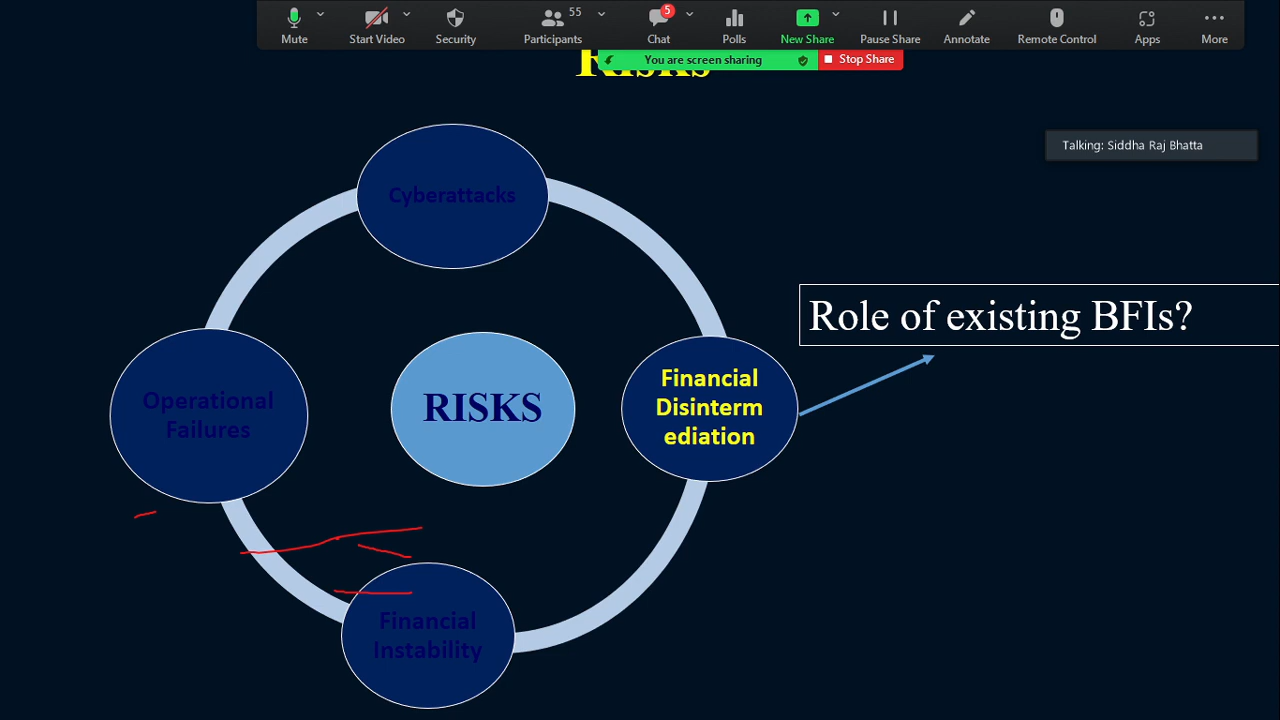 Mute
Start Video
Security
Participants
55
Chat
5
Polls
New Share
Pause Share
Annotate
Remote Control
Apps
More
You are screen sharing
Stop Share
Risks
Talking: Siddha Raj Bhatta
Cyberattacks
Role of existing BFIs?
Operational
Failures
RISKS
Financial
Disinterm
ediation
Financial
Instability